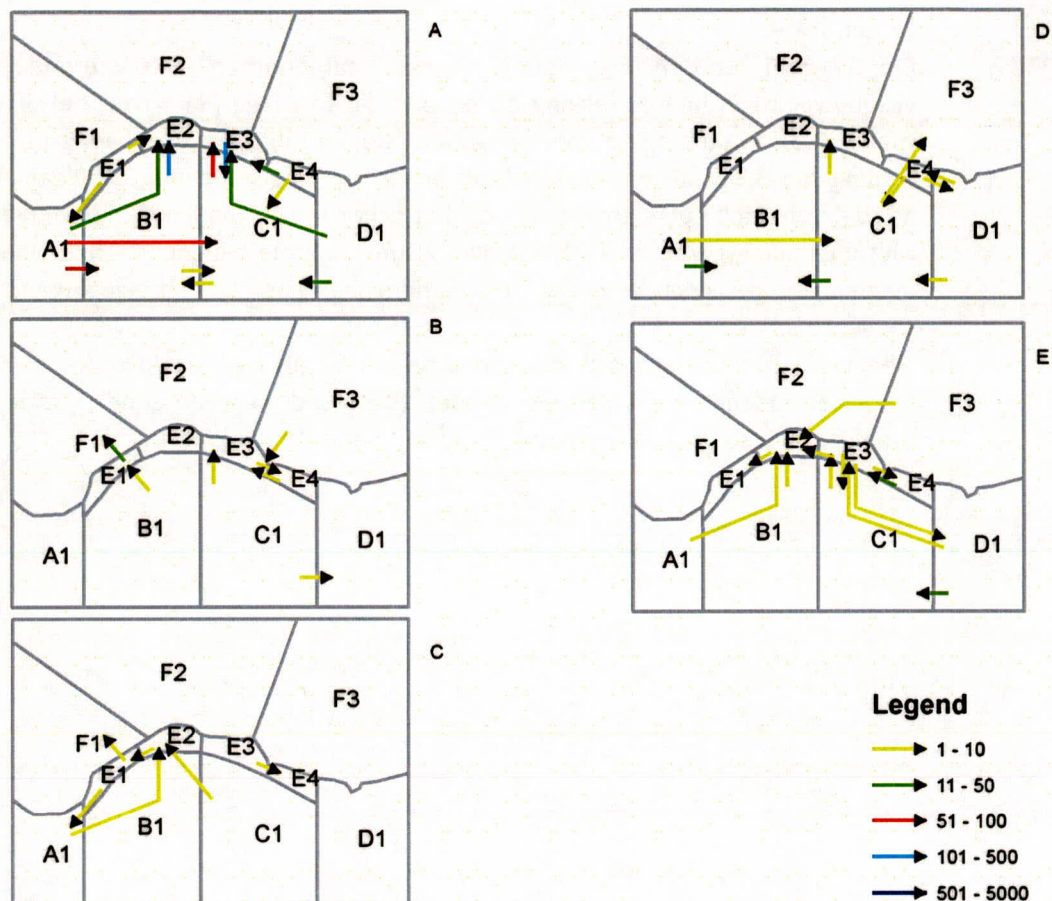 A
F2
F3
F1
E2
E3
E1
E4
B1
C1
A1
D1
B
F2
F3
F1
E2
E3
E1
E4
B1
C1
A1
D1
C
F2
F3
F1
E2
E3
E1
E4
B1
C1
A1
D1
D
F2
F3
F1
E2
E3
E1
E4
B1
C1
A1
D1
E
F2
F3
F1
E2
E3
E1
E4
B1
C1
A1
D1
Legend
1 - 10
11 - 50
51 - 100
101 - 500
501 - 5000